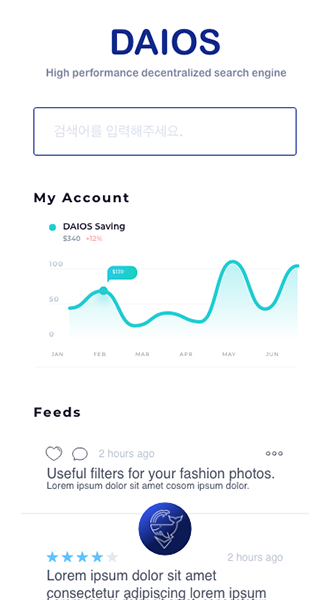 DAIOS
High performance decentralized search engine
검색어를 입력해주세요.
My Account
DAIOS Saving
$340 +12%
100
50
0
JAN FEB MAR APR MAY JUN
Feeds
2 hours ago
Useful filters for your fashion photos.
Lorem ipsum dolor sit amet cosom ipsum dolor.
2 hours ago
Lorem ipsum dolor sit amet
consectetur adipiscing lorem ipsum